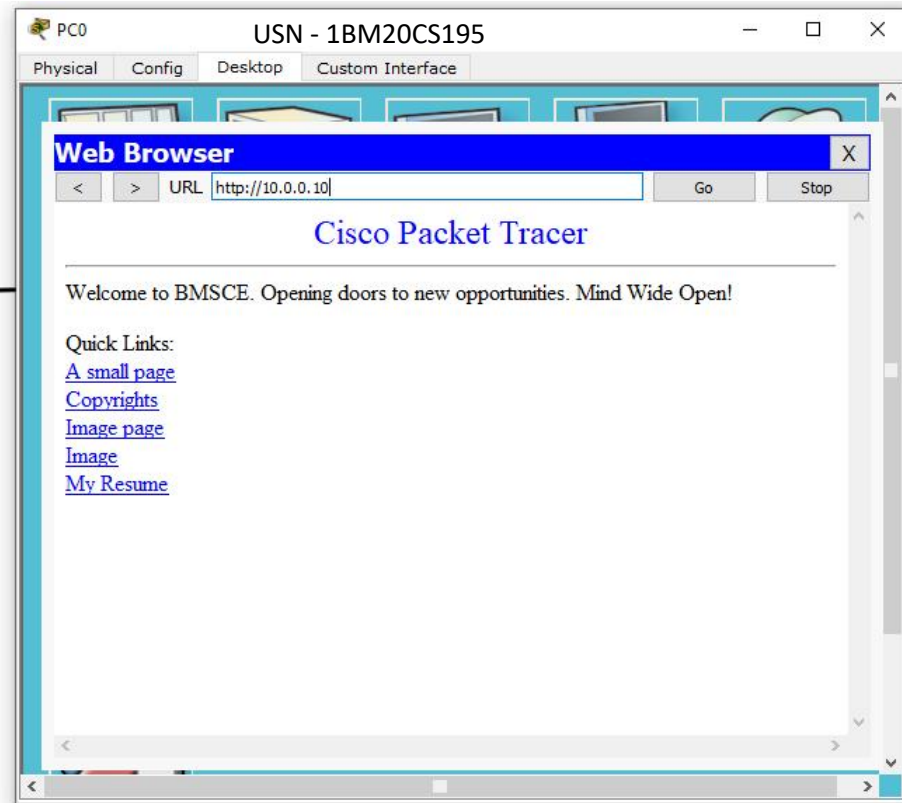 PC0 USN - 1BM20CS195
Physical Config Desktop Custom Interface
Web Browser X
< > URL http://10.0.0.10 Go Stop
Cisco Packet Tracer
Welcome to BMSCE. Opening doors to new opportunities. Mind Wide Open!
Quick Links:
A small page
Copyrights
Image page
Image
My Resume